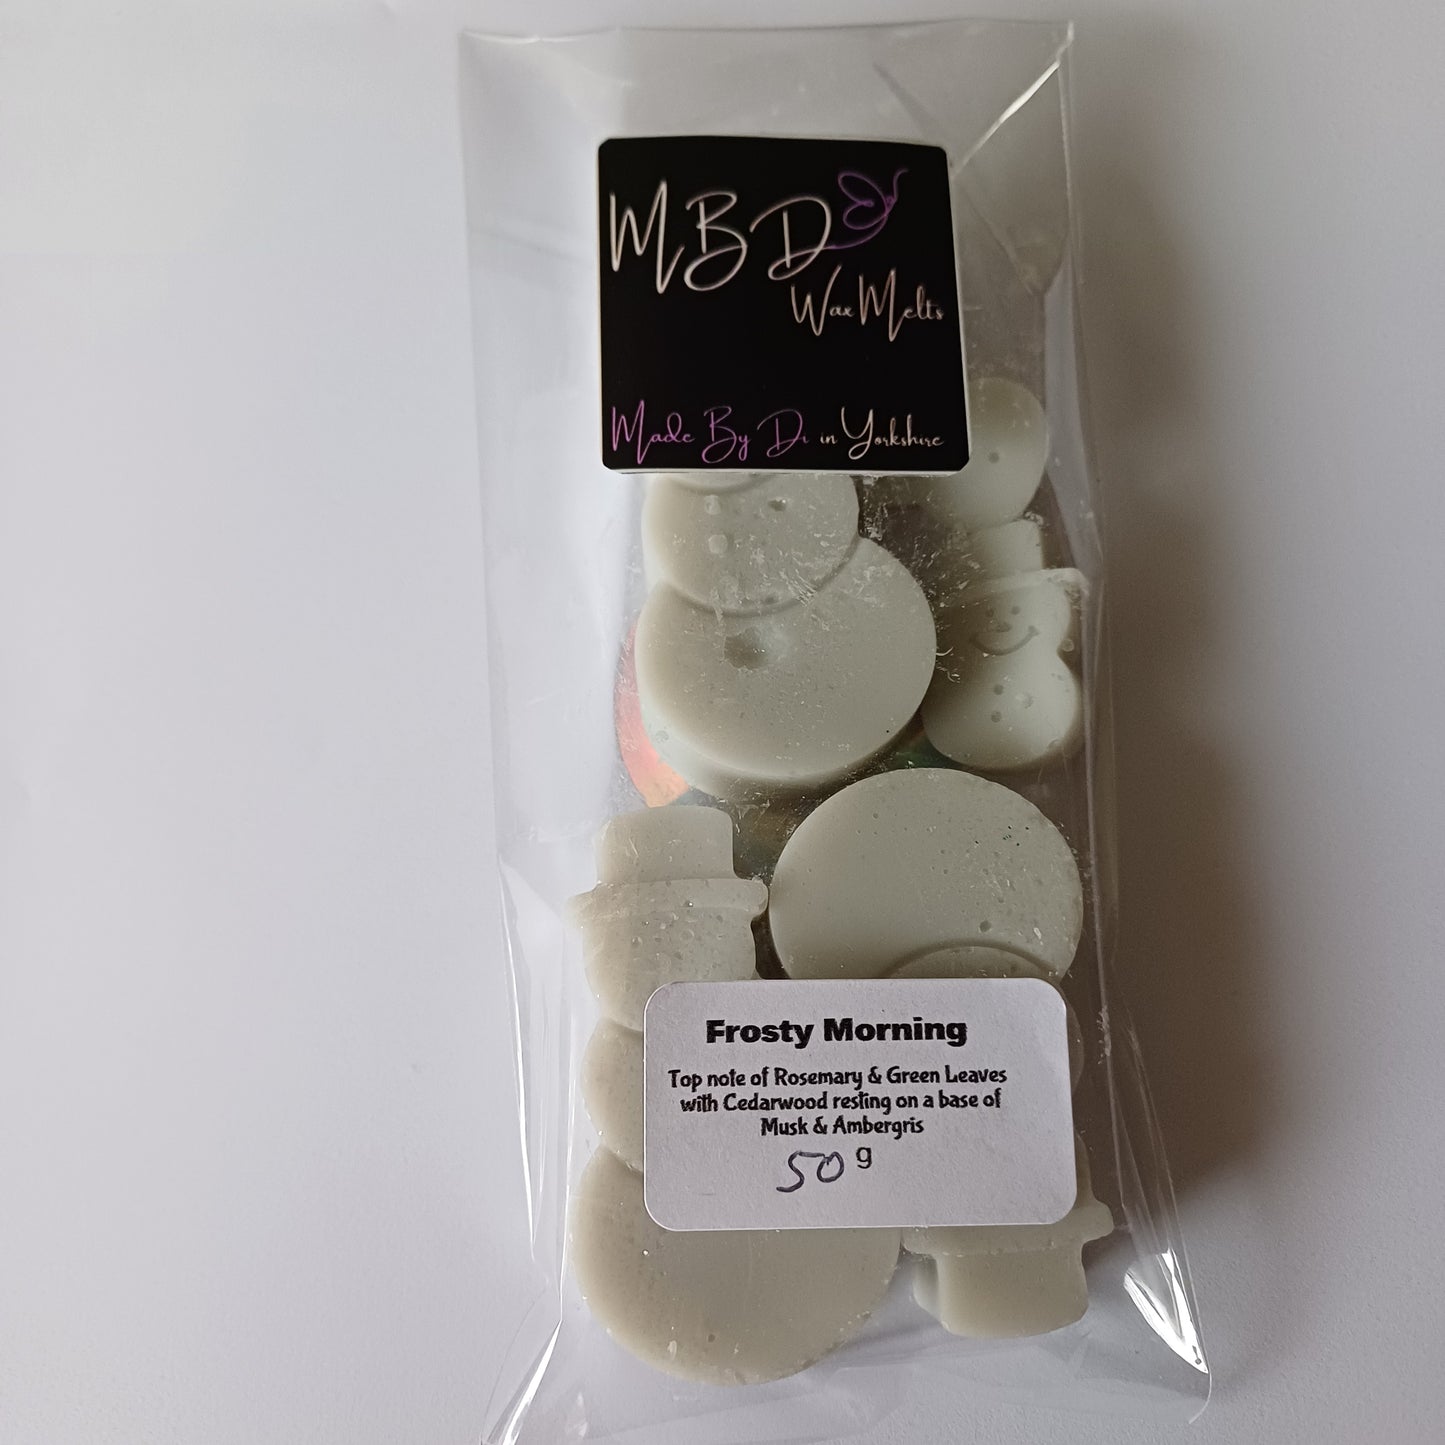 MBD
Wax Melts
Made By Di in Yorkshire
Frosty Morning
Top note of Rosemary & Green Leaves
with Cedarwood resting on a base of
Musk & Ambergris
50 g